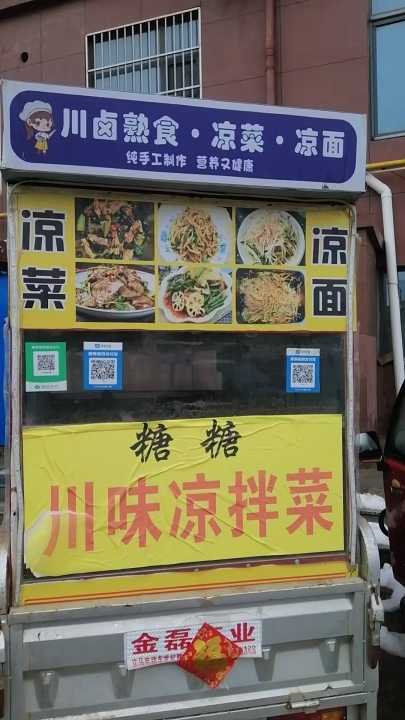 川卤熟食·凉菜·凉面
纯手工制作 营养又健康
凉菜
凉面
糖糖
川味凉拌菜
金磊 业